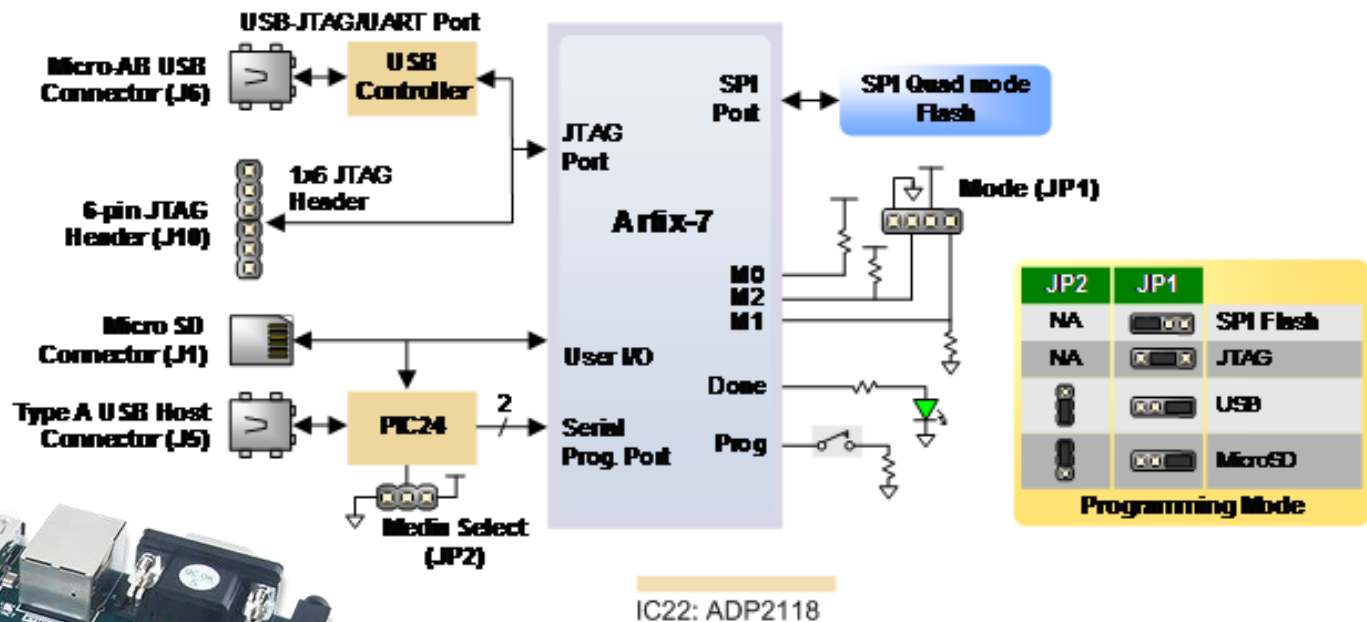 USB-JTAG/UART Port
Micro-AB USB
Connector (J6)
USB
Controller
6-pin JTAG
Header (J10)
1x6 JTAG
Header
Micro SD
Connector (J1)
Type A USB Host
Connector (J5)
PIC24
2
Media Select
(JP2)
JTAG
Port
SPI
Port
Artix-7
M0
M2
M1
User I/O
Done
Serial
Prog. Port
Prog
SPI Quad mode
Flash
Mode (JP1)
JP2 JP1
NA SPI Flash
NA JTAG
USB
MicroSD
Programming Mode
IC22: ADP2118